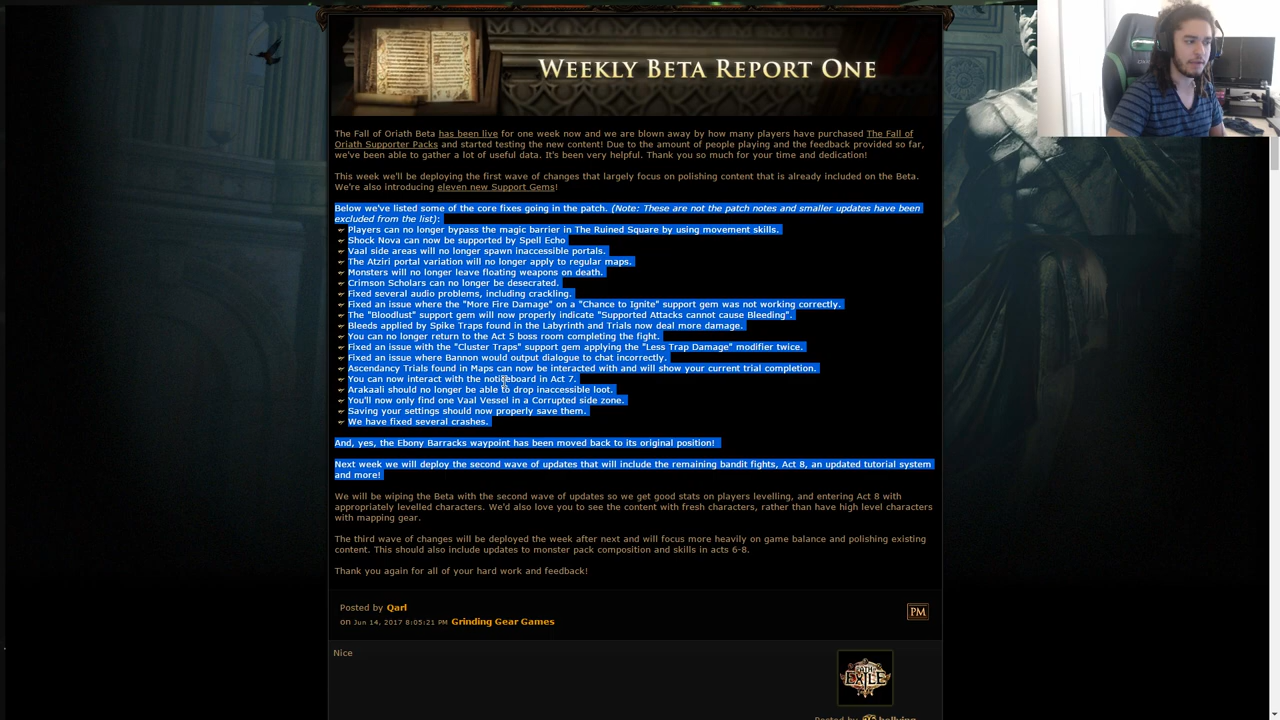 WEEKLY BETA REPORT ONE
The Fall of Oriath Beta has been live for one week now and we are blown away by how many players have purchased The Fall of
Oriath Supporter Packs and started testing the new content! Due to the amount of people playing and the feedback provided so far,
we've been able to gather a lot of useful data. It's been very helpful. Thank you so much for your time and dedication!
This week we'll be deploying the first wave of changes that largely focus on polishing content that is already included on the Beta.
We're also introducing eleven new Support Gems!
Below we've listed some of the core fixes going in the patch. (Note: These are not the patch notes and smaller updates have been
excluded from the list):
Players can no longer bypass the magic barrier in The Ruined Square by using movement skills.
Shock Nova can now be supported by Spell Echo
Vaal side areas will no longer spawn inaccessible portals.
The Atziri portal variation will no longer apply to regular maps.
Monsters will no longer leave floating weapons on death.
Crimson Scholars can no longer be desecrated.
Fixed several audio problems, including crackling.
Fixed an issue where the "More Fire Damage" on a "Chance to Ignite" support gem was not working correctly.
The "Bloodlust" support gem will now properly indicate "Supported Attacks cannot cause Bleeding".
Bleeds applied by Spike Traps found in the Labyrinth and Trials now deal more damage.
You can no longer return to the Act 5 boss room completing the fight.
Fixed an issue with the "Cluster Traps" support gem applying the "Less Trap Damage" modifier twice.
Fixed an issue where Bannon would output dialogue to chat incorrectly.
Ascendancy Trials found in Maps can now be interacted with and will show your current trial completion.
You can now interact with the noticeboard in Act 7.
Arakaali should no longer be able to drop inaccessible loot.
You'll now only find one Vaal Vessel in a Corrupted side zone.
Saving your settings should now properly save them.
We have fixed several crashes.
And, yes, the Ebony Barracks waypoint has been moved back to its original position!
Next week we will deploy the second wave of updates that will include the remaining bandit fights, Act 8, an updated tutorial system
and more!
We will be wiping the Beta with the second wave of updates so we get good stats on players levelling, and entering Act 8 with
appropriately levelled characters. We'd also love you to see the content with fresh characters, rather than have high level characters
with mapping gear.
The third wave of changes will be deployed the week after next and will focus more heavily on game balance and polishing existing
content. This should also include updates to monster pack composition and skills in acts 6-8.
Thank you again for all of your hard work and feedback!
Posted by Qarl
on Jun 14, 2017 8:05:21 PM Grinding Gear Games
PM
Nice
EXILE